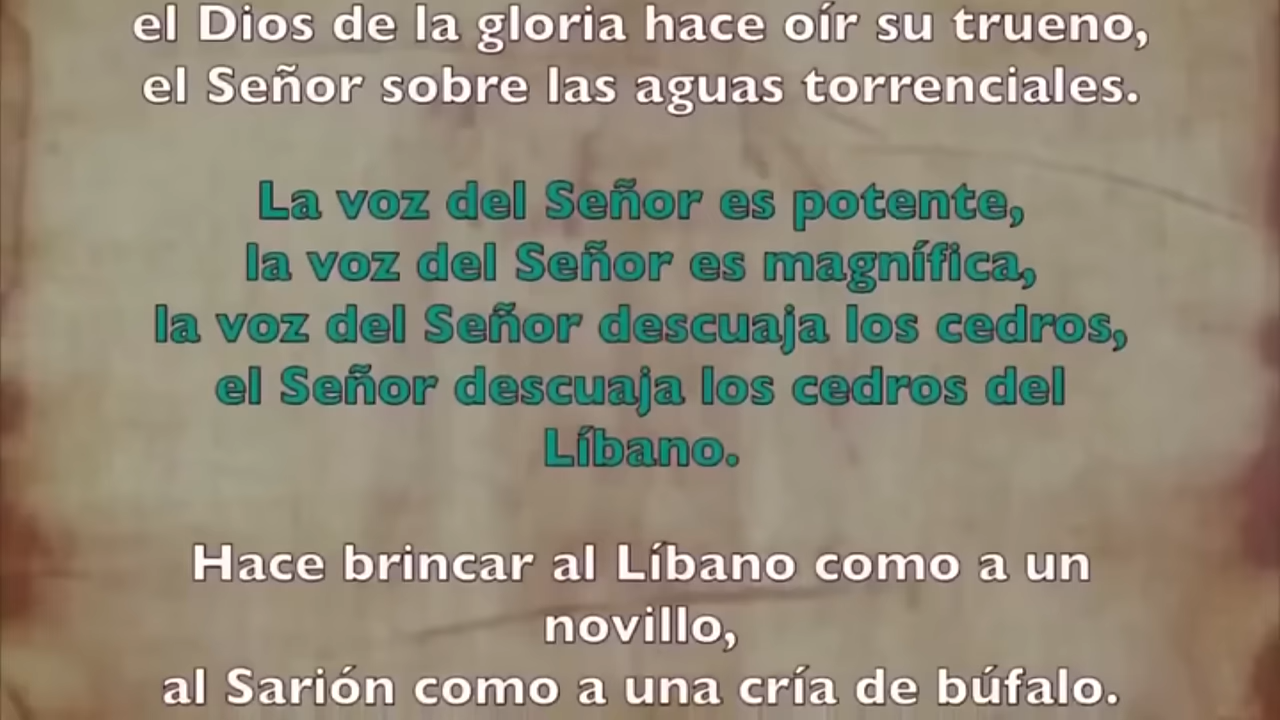 el Dios de la gloria hace oír su trueno,
el Señor sobre las aguas torrenciales.
La voz del Señor es potente,
la voz del Señor es magnífica,
la voz del Señor descuaja los cedros,
el Señor descuaja los cedros del
Líbano.
Hace brincar al Líbano como a un
novillo,
al Sarión como a una cría de búfalo.